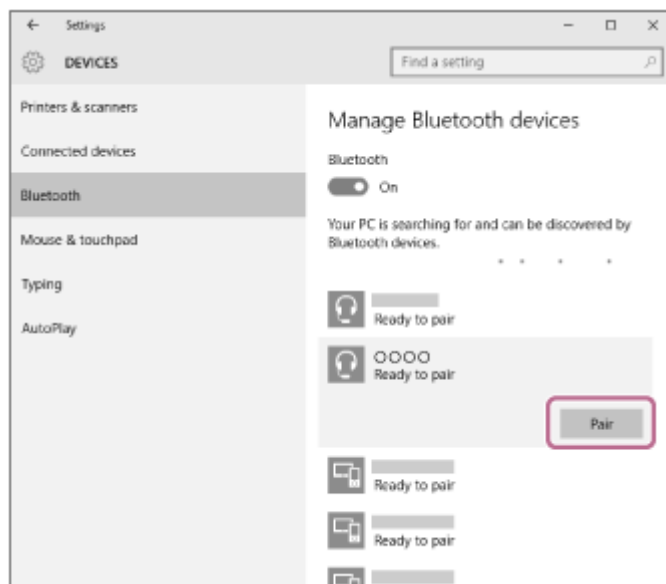 Settings
DEVICES
Find a setting
Printers & scanners
Connected devices
Bluetooth
Mouse & touchpad
Typing
AutoPlay
Manage Bluetooth devices
Bluetooth
On
Your PC is searching for and can be discovered by
Bluetooth devices.
Ready to pair
OOOO
Ready to pair
Pair
Ready to pair
Ready to pair